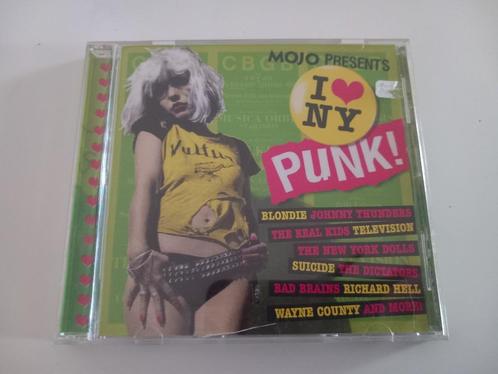 MOJO PRESENTS
CBGB
I ♥
NY
PUNK!
Vultur
BLONDIE JOHNNY THUNDERS
THE REAL KIDS TELEVISION
THE NEW YORK DOLLS
SUICIDE THE DICTATORS
BAD BRAINS RICHARD HELL
WAYNE COUNTY AND MORE!